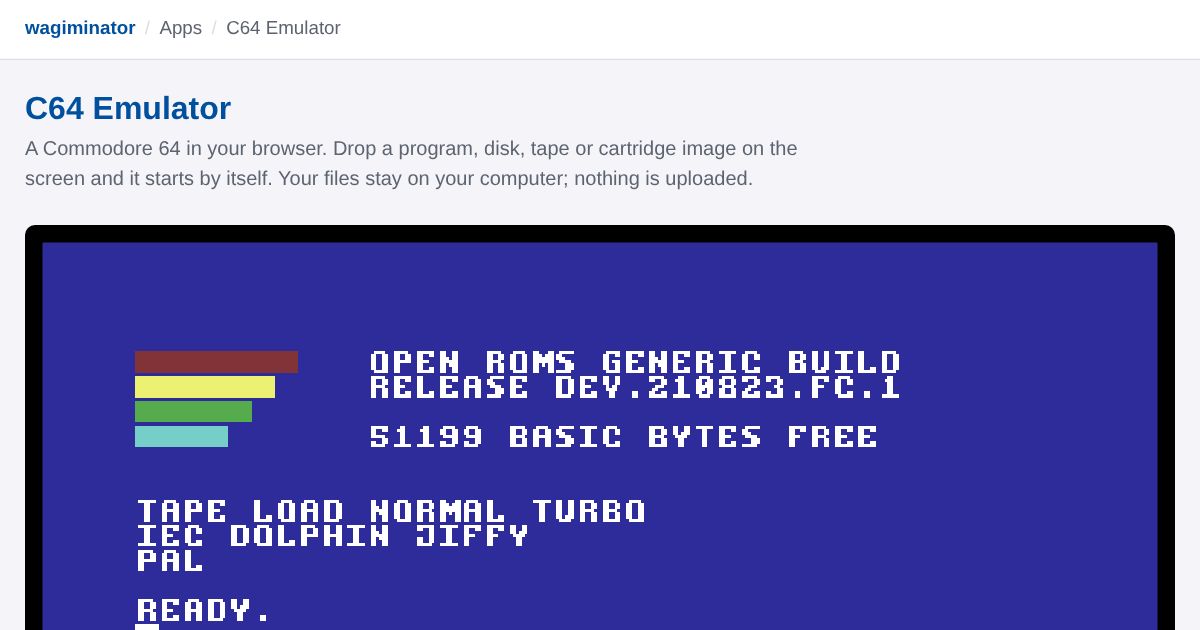 wagiminator / Apps / C64 Emulator
C64 Emulator
A Commodore 64 in your browser. Drop a program, disk, tape or cartridge image on the
screen and it starts by itself. Your files stay on your computer; nothing is uploaded.
OPEN ROMS GENERIC BUILD
RELEASE DEV.210823.FC.1
51199 BASIC BYTES FREE
TAPE LOAD NORMAL TURBO
IEC DOLPHIN JIFFY
PAL
READY.